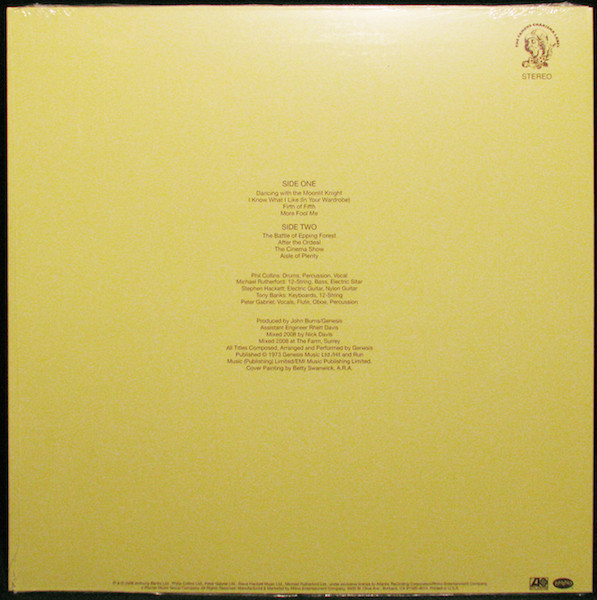 THE FAMOUS CHARISMA LABEL
STEREO
SIDE ONE
Dancing with the Moonlit Knight
I Know What I Like (In Your Wardrobe)
Firth of Fifth
More Fool Me
SIDE TWO
The Battle of Epping Forest
After the Ordeal
The Cinema Show
Aisle of Plenty
Phil Collins: Drums, Percussion, Vocal
Michael Rutherford: 12-String, Bass, Electric Sitar
Stephen Hackett: Electric Guitar, Nylon Guitar
Tony Banks: Keyboards, 12-String
Peter Gabriel: Vocals, Flute, Oboe, Percussion
Produced by John Burns/Genesis
Assistant Engineer Rhett Davis
Mixed 2008 by Nick Davis
Mixed 2008 at The Farm, Surrey
All Titles Composed, Arranged and Performed by Genesis
Published © 1973 Genesis Music Ltd./Hit and Run
Music (Publishing) Limited/EMI Music Publishing Limited.
Cover Painting by Betty Swanwick, A.R.A.